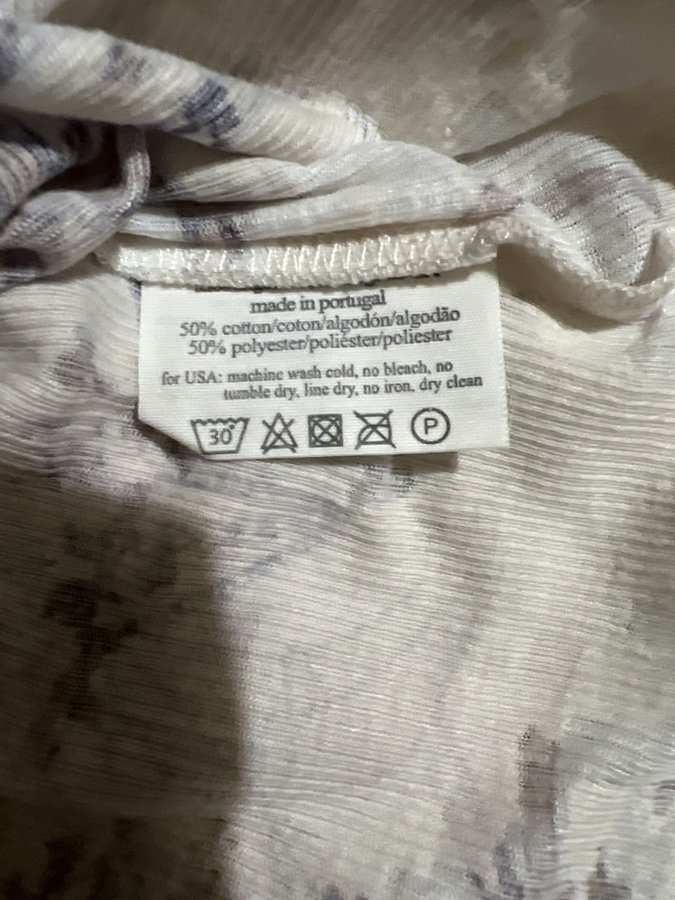 made in portugal
50% cotton/coton/algodón/algodão
50% polyester/poliéster/poliester
for USA: machine wash cold, no bleach, no
tumble dry, line dry, no iron, dry clean
30° P